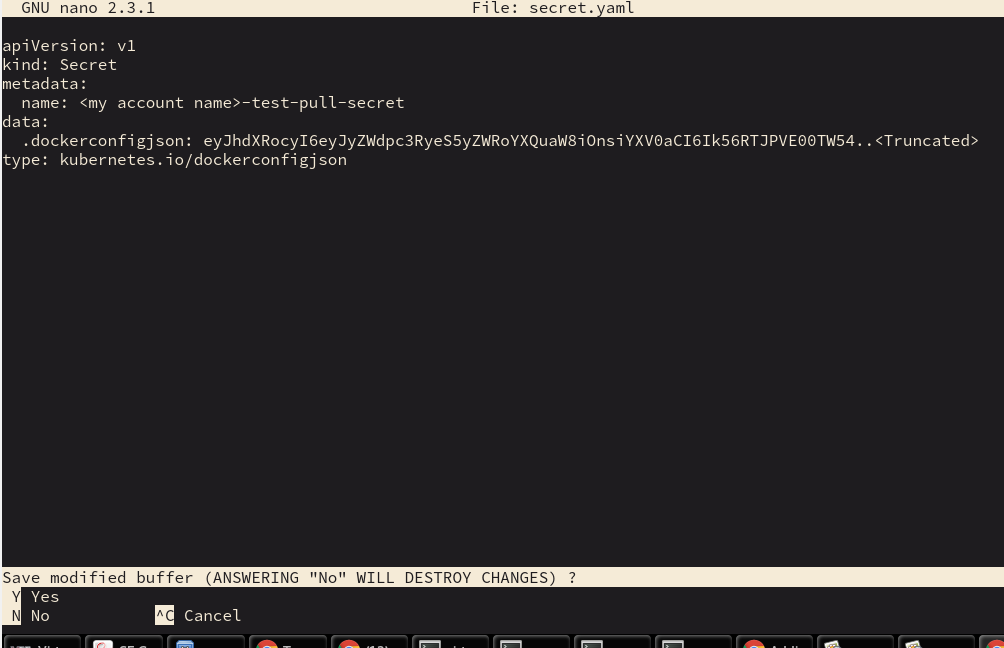 GNU nano 2.3.1 File: secret.yaml
apiVersion: v1
kind: Secret
metadata:
  name: <my account name>-test-pull-secret
data:
  .dockerconfigjson: eyJhdXRocyI6eyJyZWdpc3RyeS5yZWRoYXQuaW8iOnsiYXV0aCI6Ik56RTJPVE00TW54..<Truncated>
type: kubernetes.io/dockerconfigjson
Save modified buffer (ANSWERING "No" WILL DESTROY CHANGES) ?
Y Yes
N No ^C Cancel